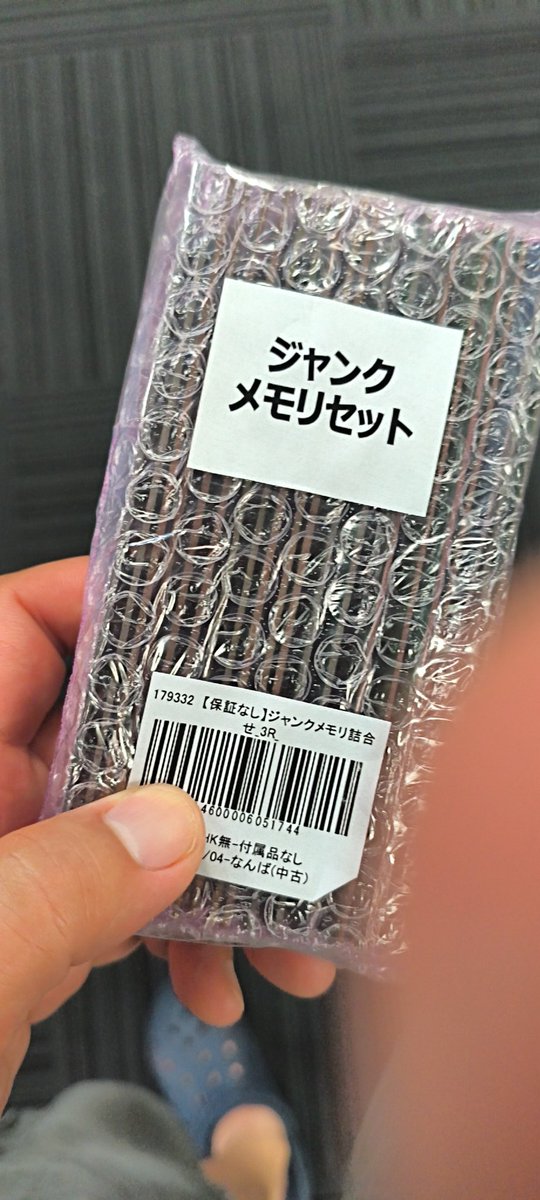 ジャンク
メモリセット
179332 【保証なし】ジャンクメモリ詰合
せ_3R_
4600006051744
HK無-付属品なし
/04-なんば(中古)